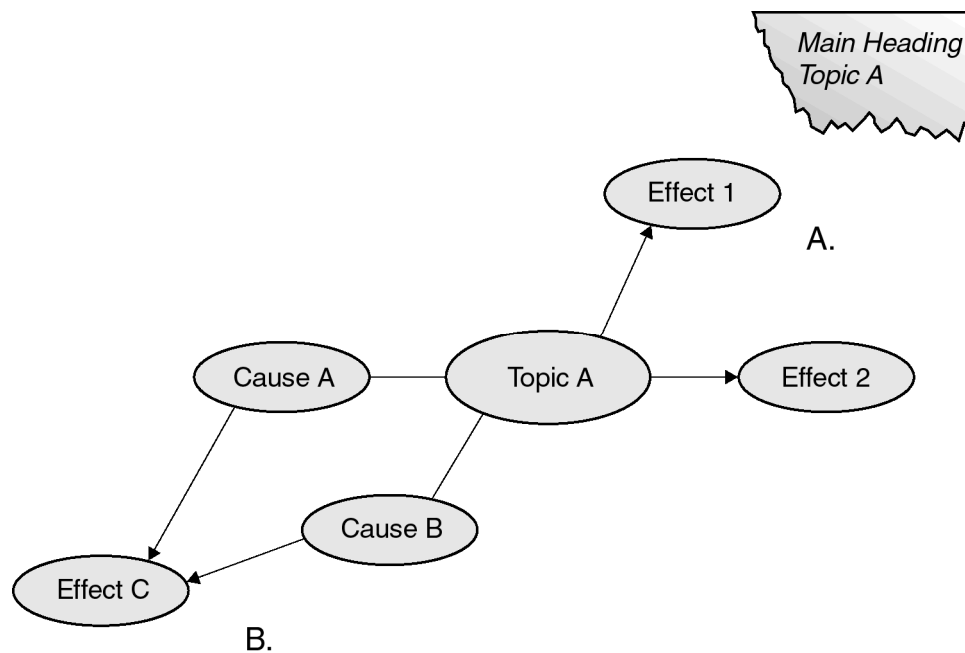 Main Heading
Topic A
Effect 1
A.
Cause A
Topic A
Effect 2
Cause B
Effect C
B.